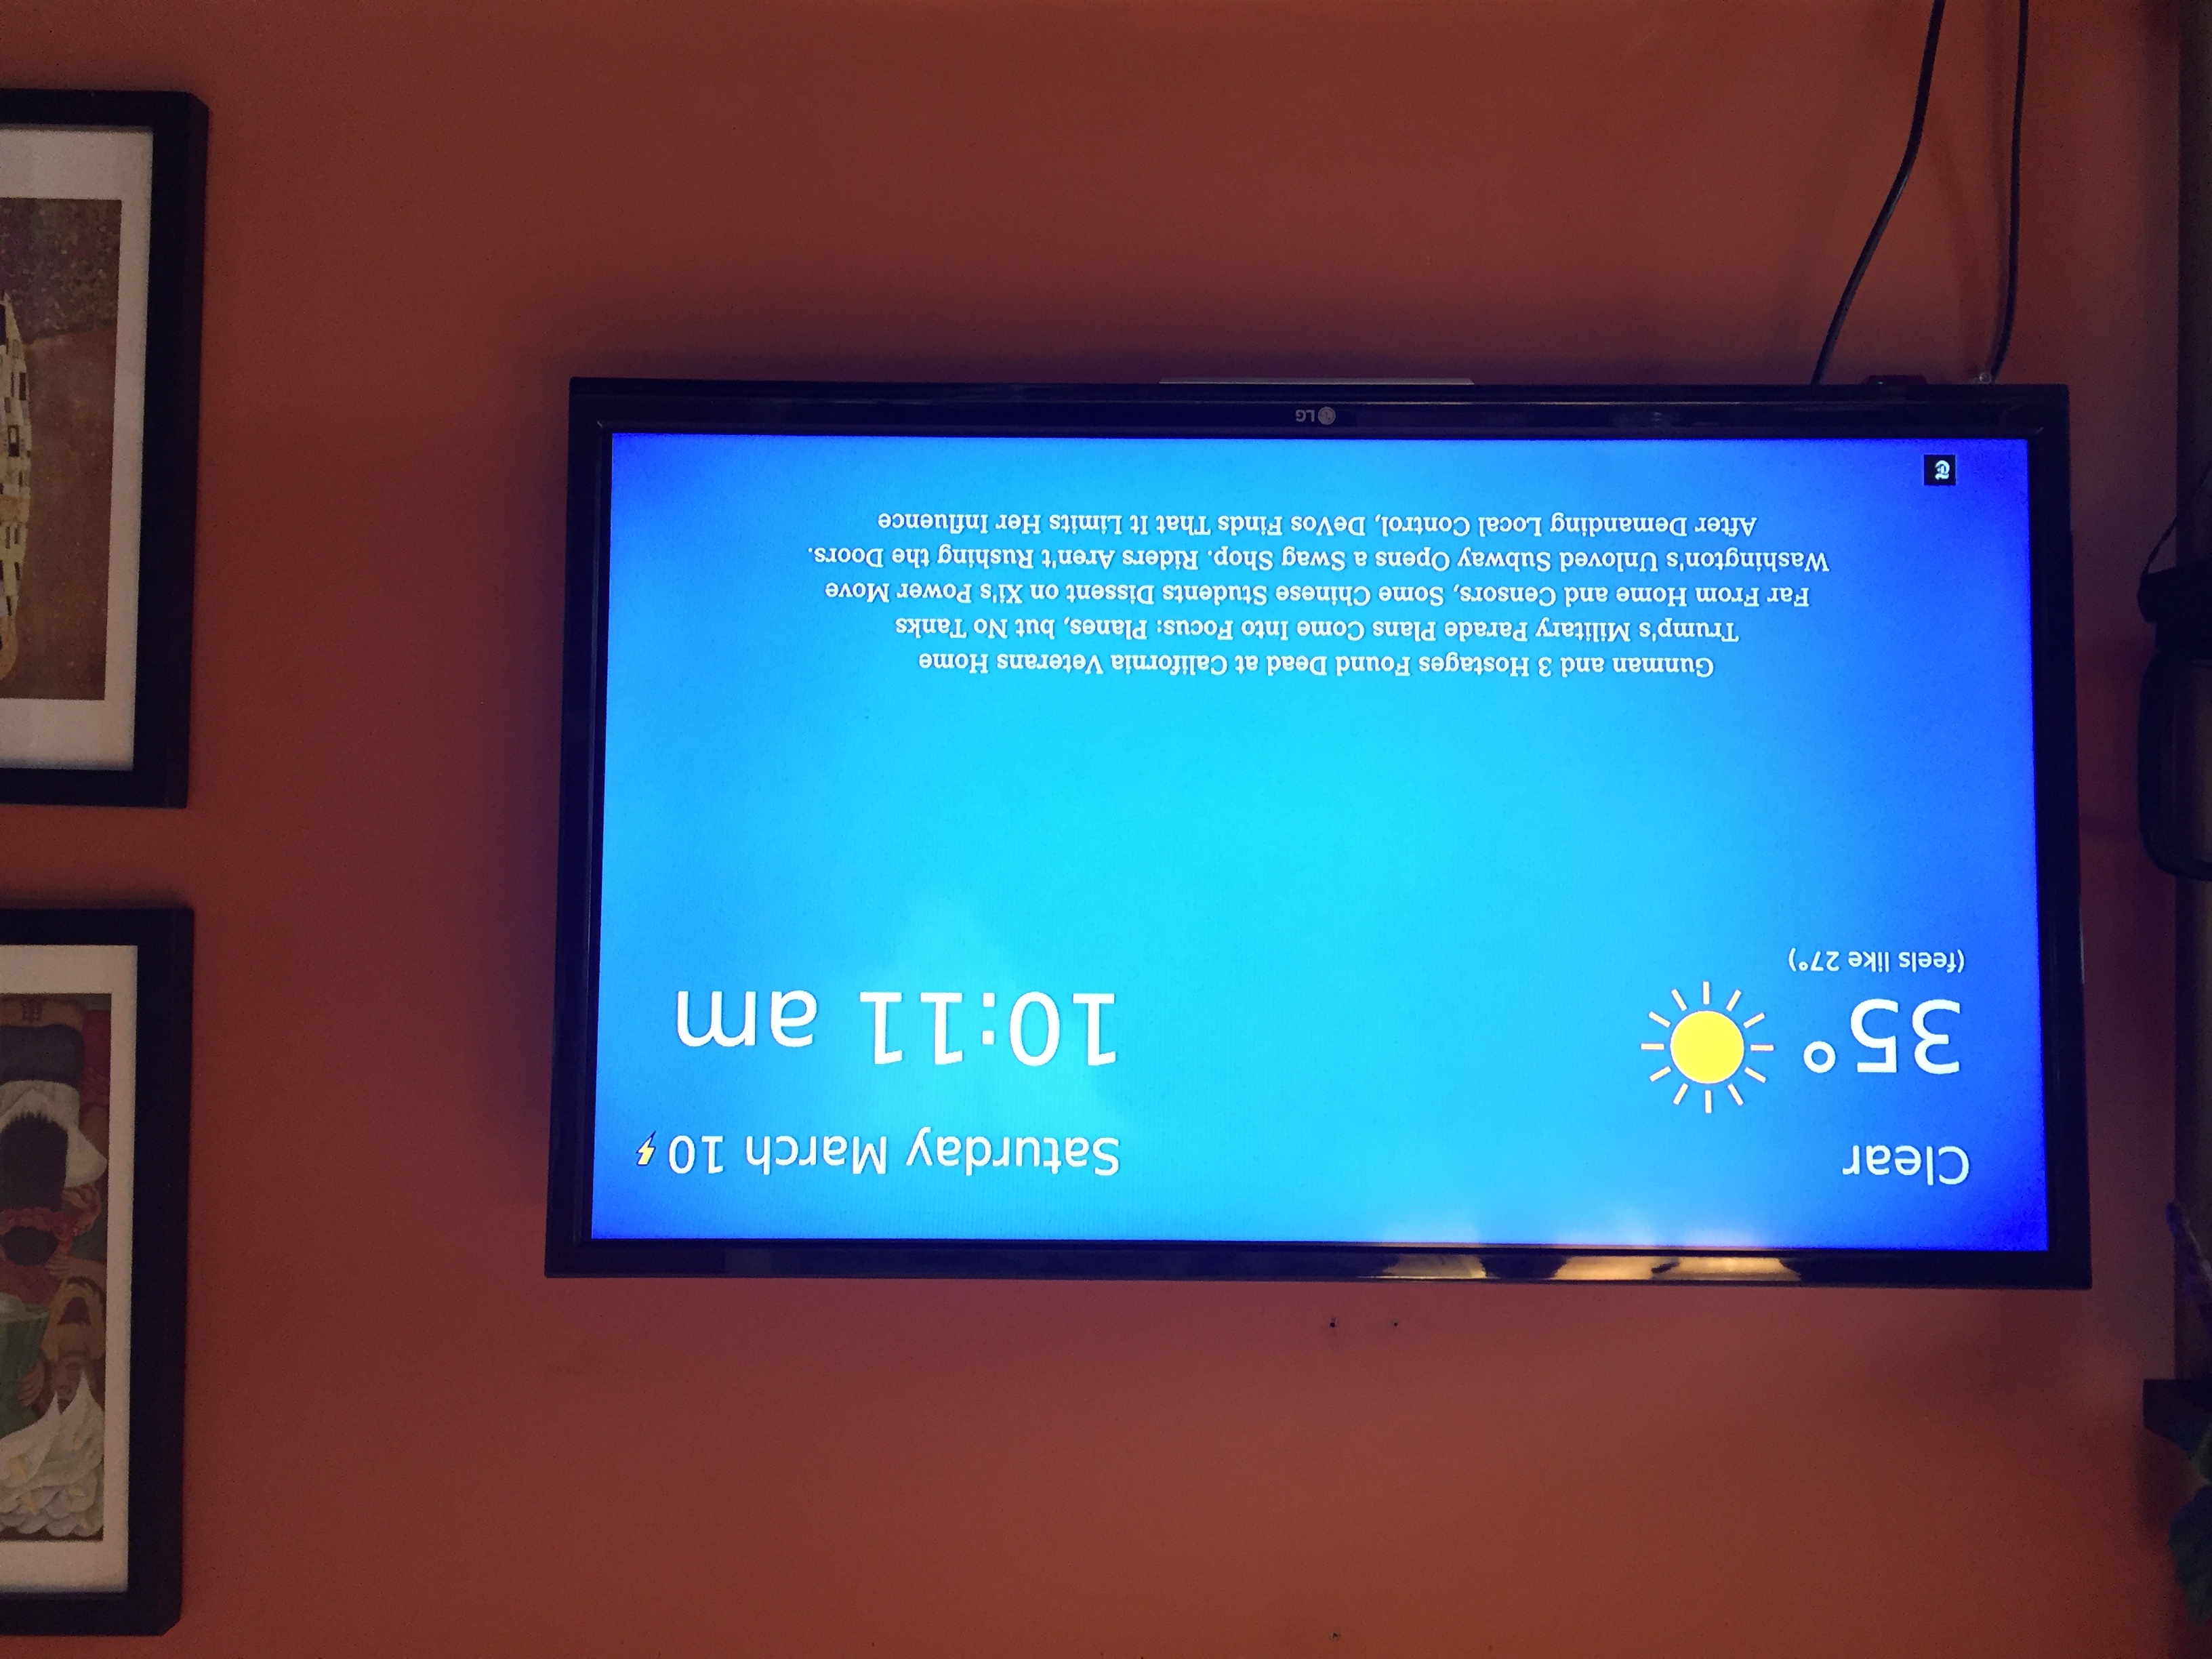 Clear
Saturday March 10
35°
10:11 am
(feels like 27°)
Gunman and 3 Hostages Found Dead at California Veterans Home
Trump's Military Parade Plans Come Into Focus: Planes, but No Tanks
Far From Home and Censors, Some Chinese Students Dissent on Xi's Power Move
Washington's Unloved Subway Opens a Swag Shop. Riders Aren't Rushing the Doors.
After Demanding Local Control, DeVos Finds That It Limits Her Influence
T
LG